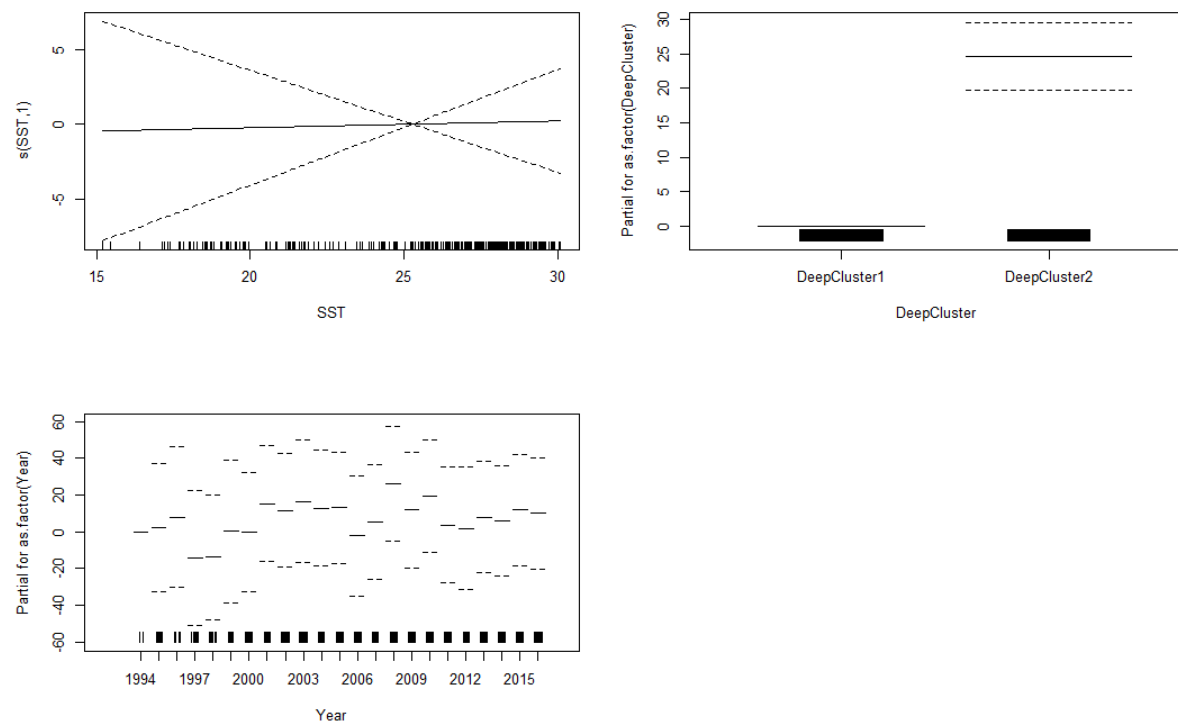 s(SST,1)
5
0
-5
15 20 25 30
SST
Partial for as.factor(DeepCluster)
30
25
20
15
10
5
0
DeepCluster1 DeepCluster2
DeepCluster
Partial for as.factor(Year)
60
40
20
0
-20
-40
-60
1994 1997 2000 2003 2006 2009 2012 2015
Year